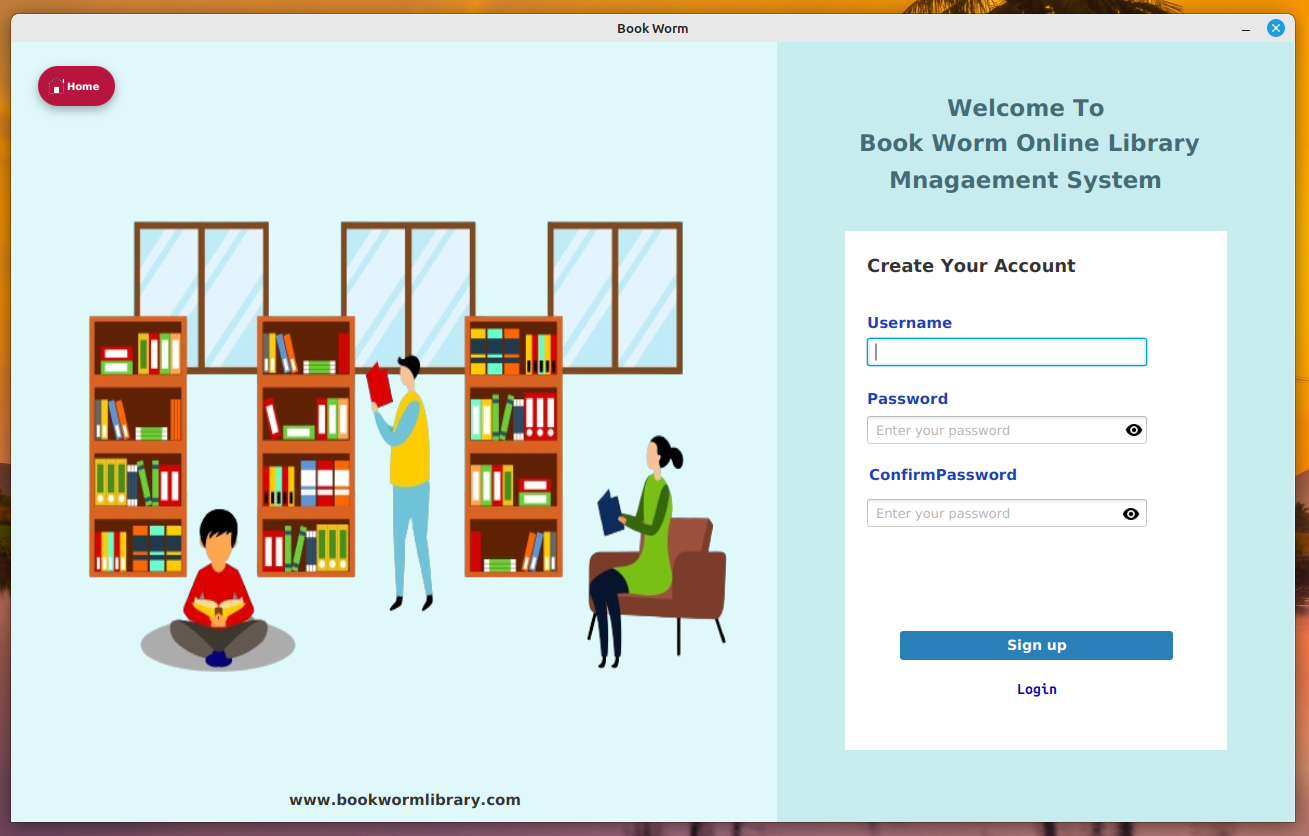 Book Worm
Home
Welcome To
Book Worm Online Library
Mnagaement System
Create Your Account
Username
Password
Enter your password
ConfirmPassword
Enter your password
Sign up
Login
www.bookwormlibrary.com